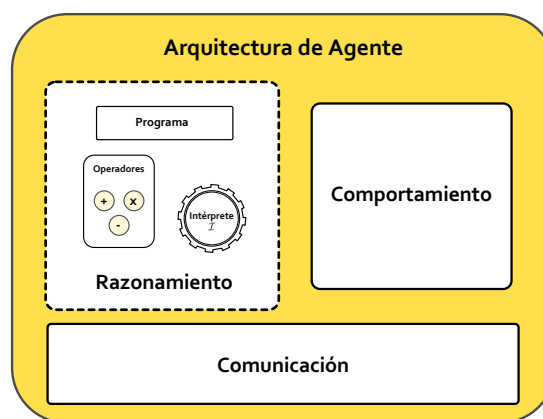 Arquitectura de Agente
Programa
Operadores
+ x
-
Intérprete
I
Razonamiento
Comportamiento
Comunicación